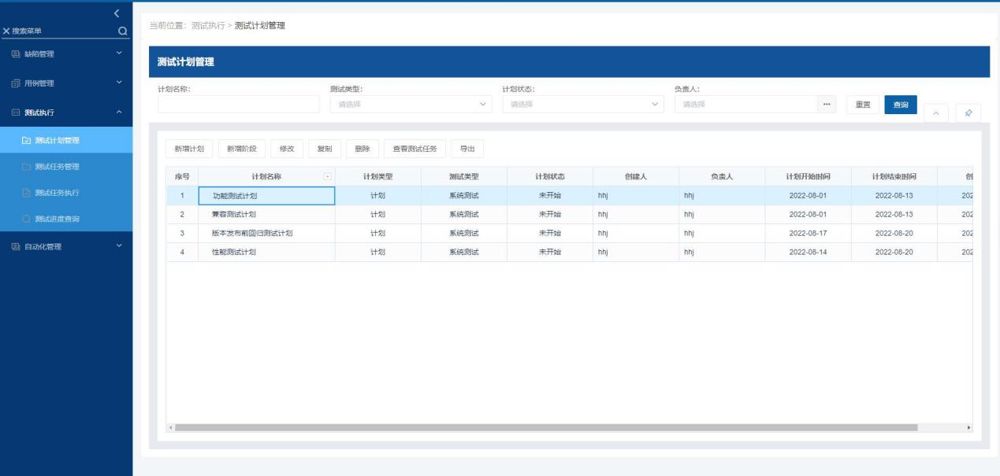 搜索菜单
缺陷管理
用例管理
测试执行
测试计划管理
测试任务管理
测试任务执行
测试进度查询
自动化管理
当前位置: 测试执行 > 测试计划管理
测试计划管理
计划名称: 测试类型: 计划状态: 负责人:
请选择 请选择 请选择 ··· 重置 查询
新增计划 新增阶段 修改 复制 删除 查看测试任务 导出
序号 计划名称 计划类型 测试类型 计划状态 创建人 负责人 计划开始时间 计划结束时间 创
1 功能测试计划 计划 系统测试 未开始 hhj hhj 2022-08-01 2022-08-13 202
2 兼容测试计划 计划 系统测试 未开始 hhj hhj 2022-08-01 2022-08-13 202
3 版本发布前回归测试计划 计划 系统测试 未开始 hhj hhj 2022-08-17 2022-08-20 202
4 性能测试计划 计划 系统测试 未开始 hhj hhj 2022-08-14 2022-08-20 202